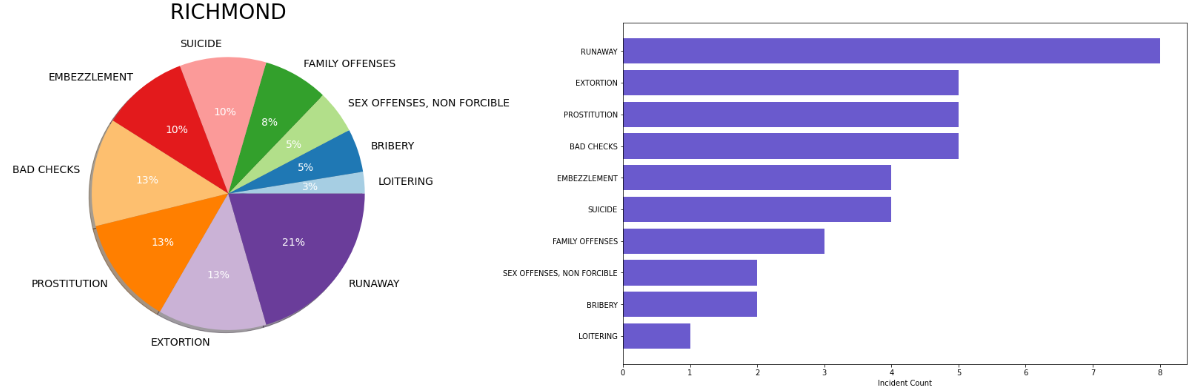 RICHMOND
SUICIDE
FAMILY OFFENSES
EMBEZZLEMENT
SEX OFFENSES, NON FORCIBLE
BRIBERY
BAD CHECKS
LOITERING
PROSTITUTION
RUNAWAY
EXTORTION
10%
8%
10%
5%
5%
13%
3%
13%
21%
13%
RUNAWAY
EXTORTION
PROSTITUTION
BAD CHECKS
EMBEZZLEMENT
SUICIDE
FAMILY OFFENSES
SEX OFFENSES, NON FORCIBLE
BRIBERY
LOITERING
0 1 2 3 4 5 6 7 8
Incident Count